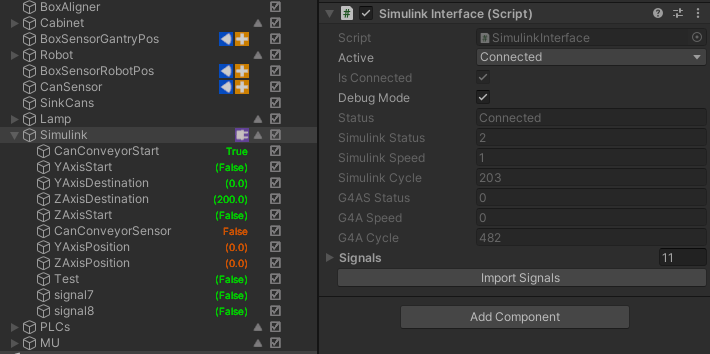 BoxAligner
Cabinet
BoxSensorGantryPos
Robot
BoxSensorRobotPos
CanSensor
SinkCans
Lamp
Simulink
CanConveyorStart True
YAxisStart (False)
YAxisDestination (0.0)
ZAxisDestination (200.0)
ZAxisStart (False)
CanConveyorSensor False
YAxisPosition (0.0)
ZAxisPosition (0.0)
Test (False)
signal7 (False)
signal8 (False)
PLCs
MU
# Simulink Interface (Script)
Script SimulinkInterface
Active Connected
Is Connected
Debug Mode
Status Connected
Simulink Status 2
Simulink Speed 1
Simulink Cycle 203
G4AS Status 0
G4A Speed 0
G4A Cycle 482
Signals 11
Import Signals
Add Component